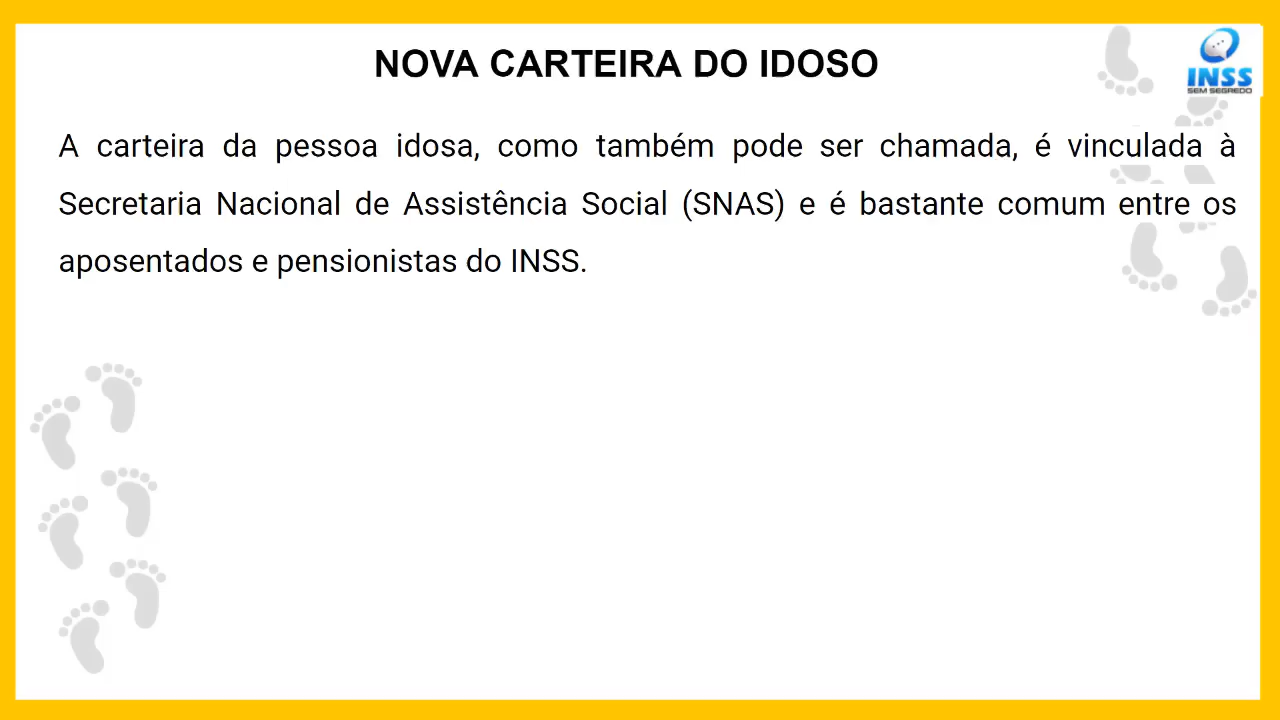 NOVA CARTEIRA DO IDOSO
INSS
SEM SEGREDO
A carteira da pessoa idosa, como também pode ser chamada, é vinculada à
Secretaria Nacional de Assistência Social (SNAS) e é bastante comum entre os
aposentados e pensionistas do INSS.